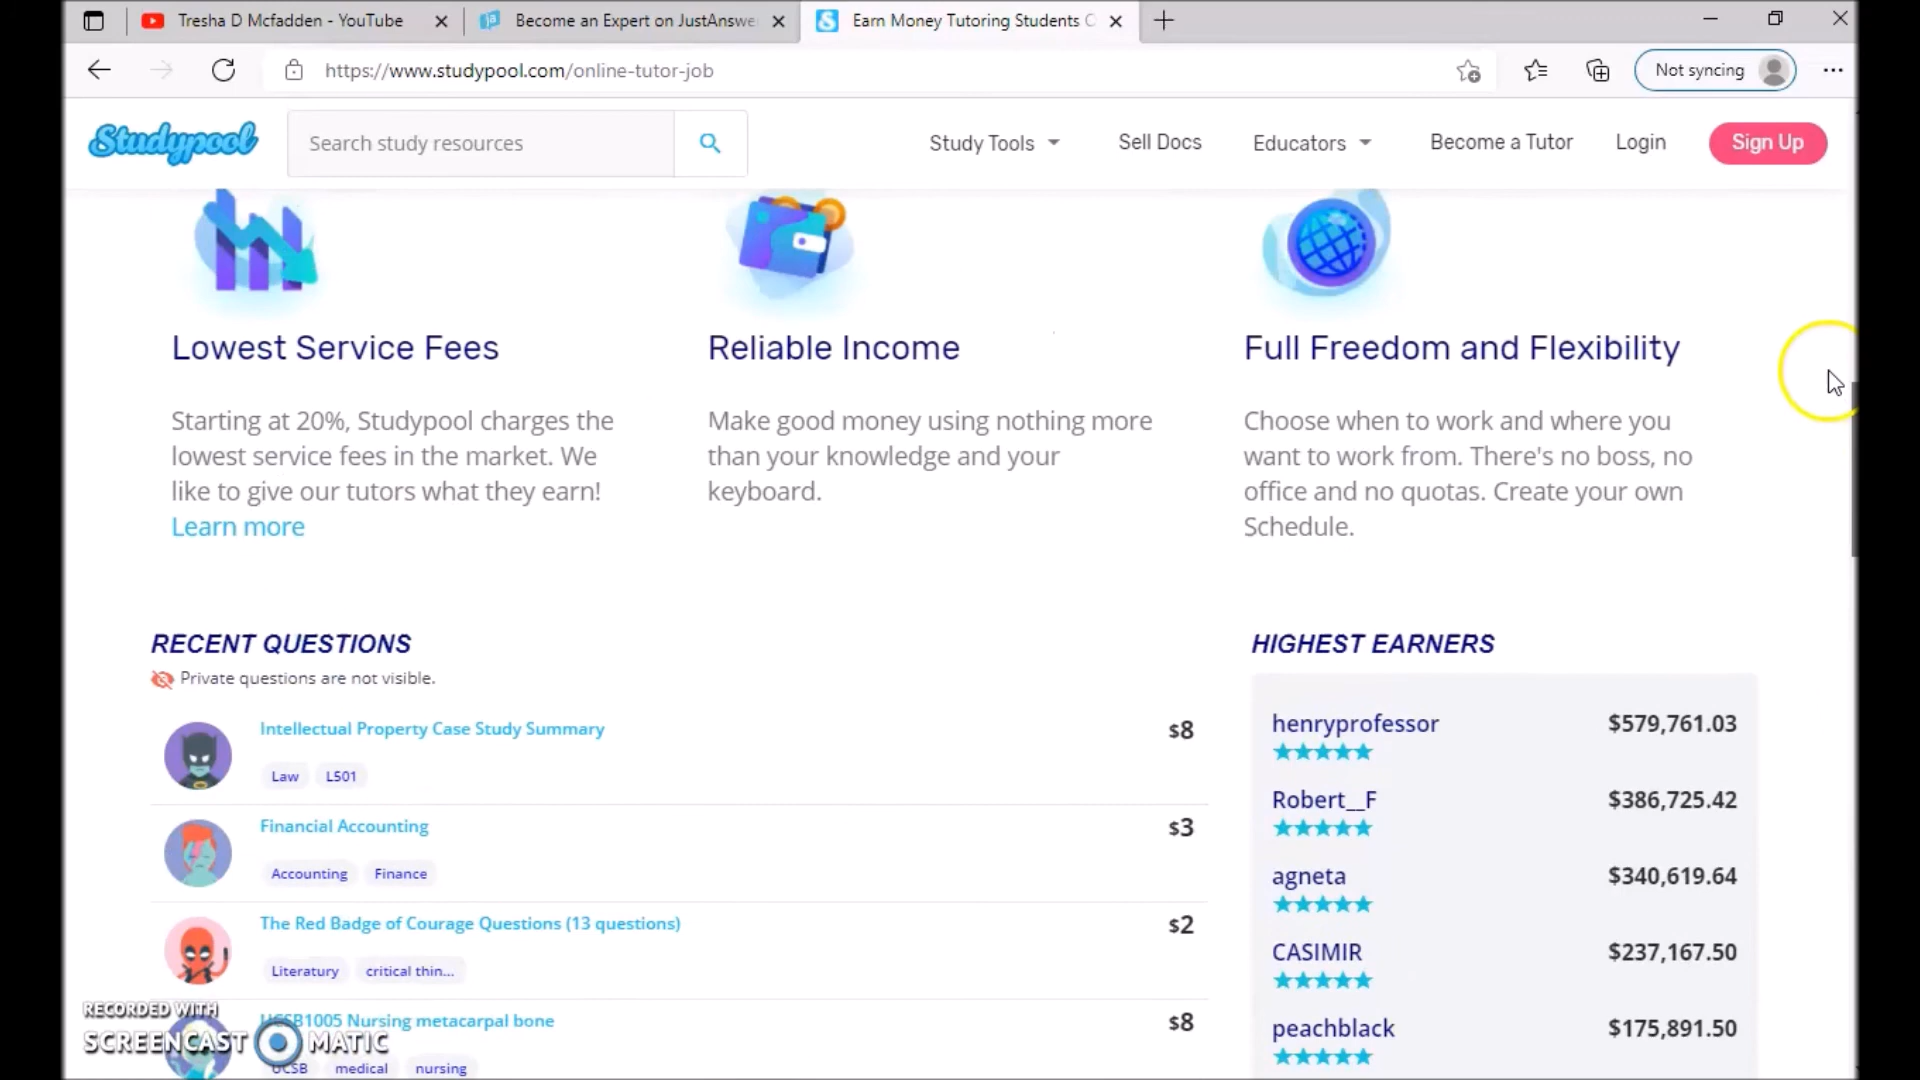 Tresha D Mcfadden - YouTube
Become an Expert on JustAnswe
Earn Money Tutoring Students C
https://www.studypool.com/online-tutor-job
Not syncing
Studypool
Search study resources
Study Tools
Sell Docs
Educators
Become a Tutor
Login
Sign Up
Lowest Service Fees
Starting at 20%, Studypool charges the
lowest service fees in the market. We
like to give our tutors what they earn!
Learn more
Reliable Income
Make good money using nothing more
than your knowledge and your
keyboard.
Full Freedom and Flexibility
Choose when to work and where you
want to work from. There's no boss, no
office and no quotas. Create your own
Schedule.
RECENT QUESTIONS
Private questions are not visible.
Intellectual Property Case Study Summary
$8
Law L501
Financial Accounting
$3
Accounting Finance
The Red Badge of Courage Questions (13 questions)
$2
Literatury critical thin...
UCSB1005 Nursing metacarpal bone
$8
UCSB medical nursing
HIGHEST EARNERS
henryprofessor $579,761.03
Robert__F $386,725.42
agneta $340,619.64
CASIMIR $237,167.50
peachblack $175,891.50
RECORDED WITH
SCREENCAST MATIC